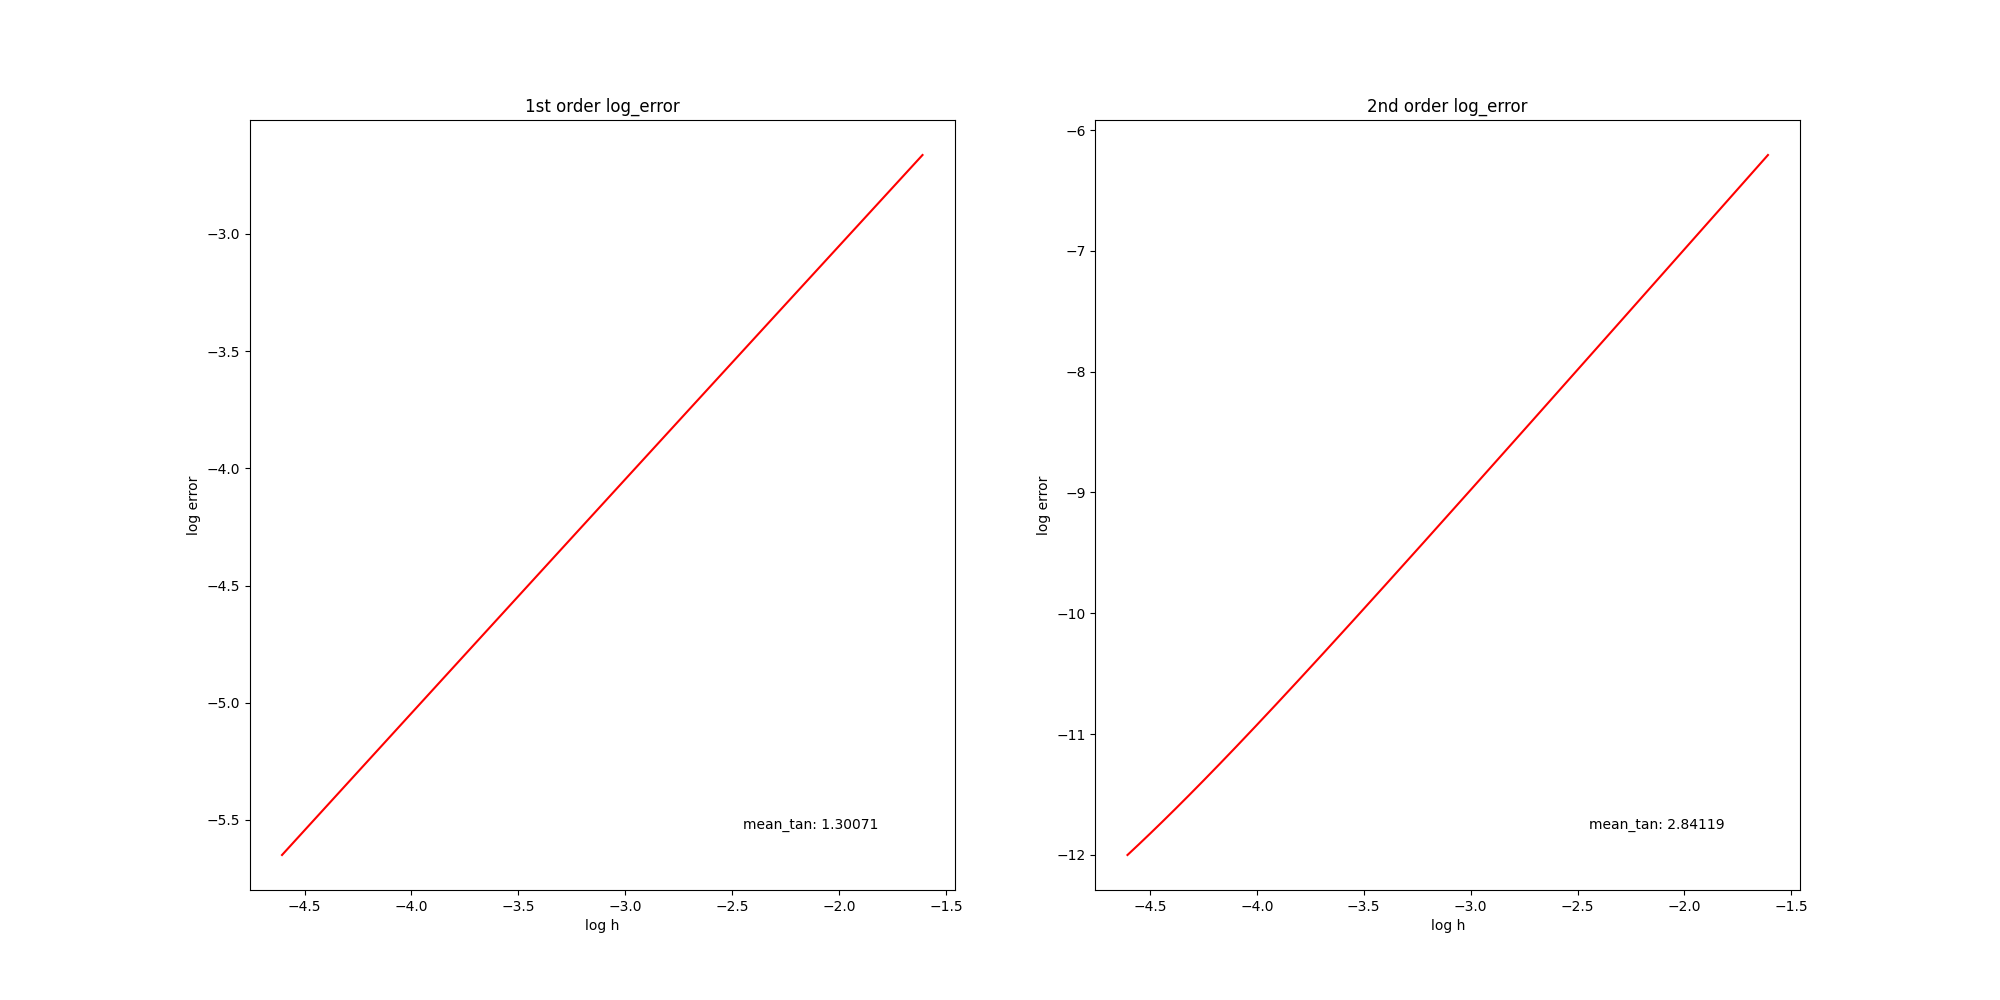 1st order log_error
−3.0
−3.5
−4.0
−4.5
−5.0
−5.5
log error
mean_tan: 1.30071
−4.5 −4.0 −3.5 −3.0 −2.5 −2.0 −1.5
log h
2nd order log_error
−6
−7
−8
−9
−10
−11
−12
log error
mean_tan: 2.84119
−4.5 −4.0 −3.5 −3.0 −2.5 −2.0 −1.5
log h